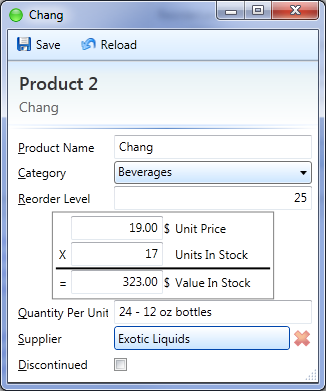 Chang
Save Reload
Product 2
Chang
Product Name Chang
Category Beverages
Reorder Level 25
19.00 $ Unit Price
X 17 Units In Stock
= 323.00 $ Value In Stock
Quantity Per Unit 24 - 12 oz bottles
Supplier Exotic Liquids
Discontinued